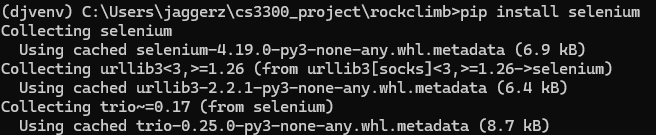 (djvenv) C:\Users\jaggerz\cs3300_project\rockclimb>pip install selenium
Collecting selenium
  Using cached selenium-4.19.0-py3-none-any.whl.metadata (6.9 kB)
Collecting urllib3<3,>=1.26 (from urllib3[socks]<3,>=1.26->selenium)
  Using cached urllib3-2.2.1-py3-none-any.whl.metadata (6.4 kB)
Collecting trio~=0.17 (from selenium)
  Using cached trio-0.25.0-py3-none-any.whl.metadata (8.7 kB)